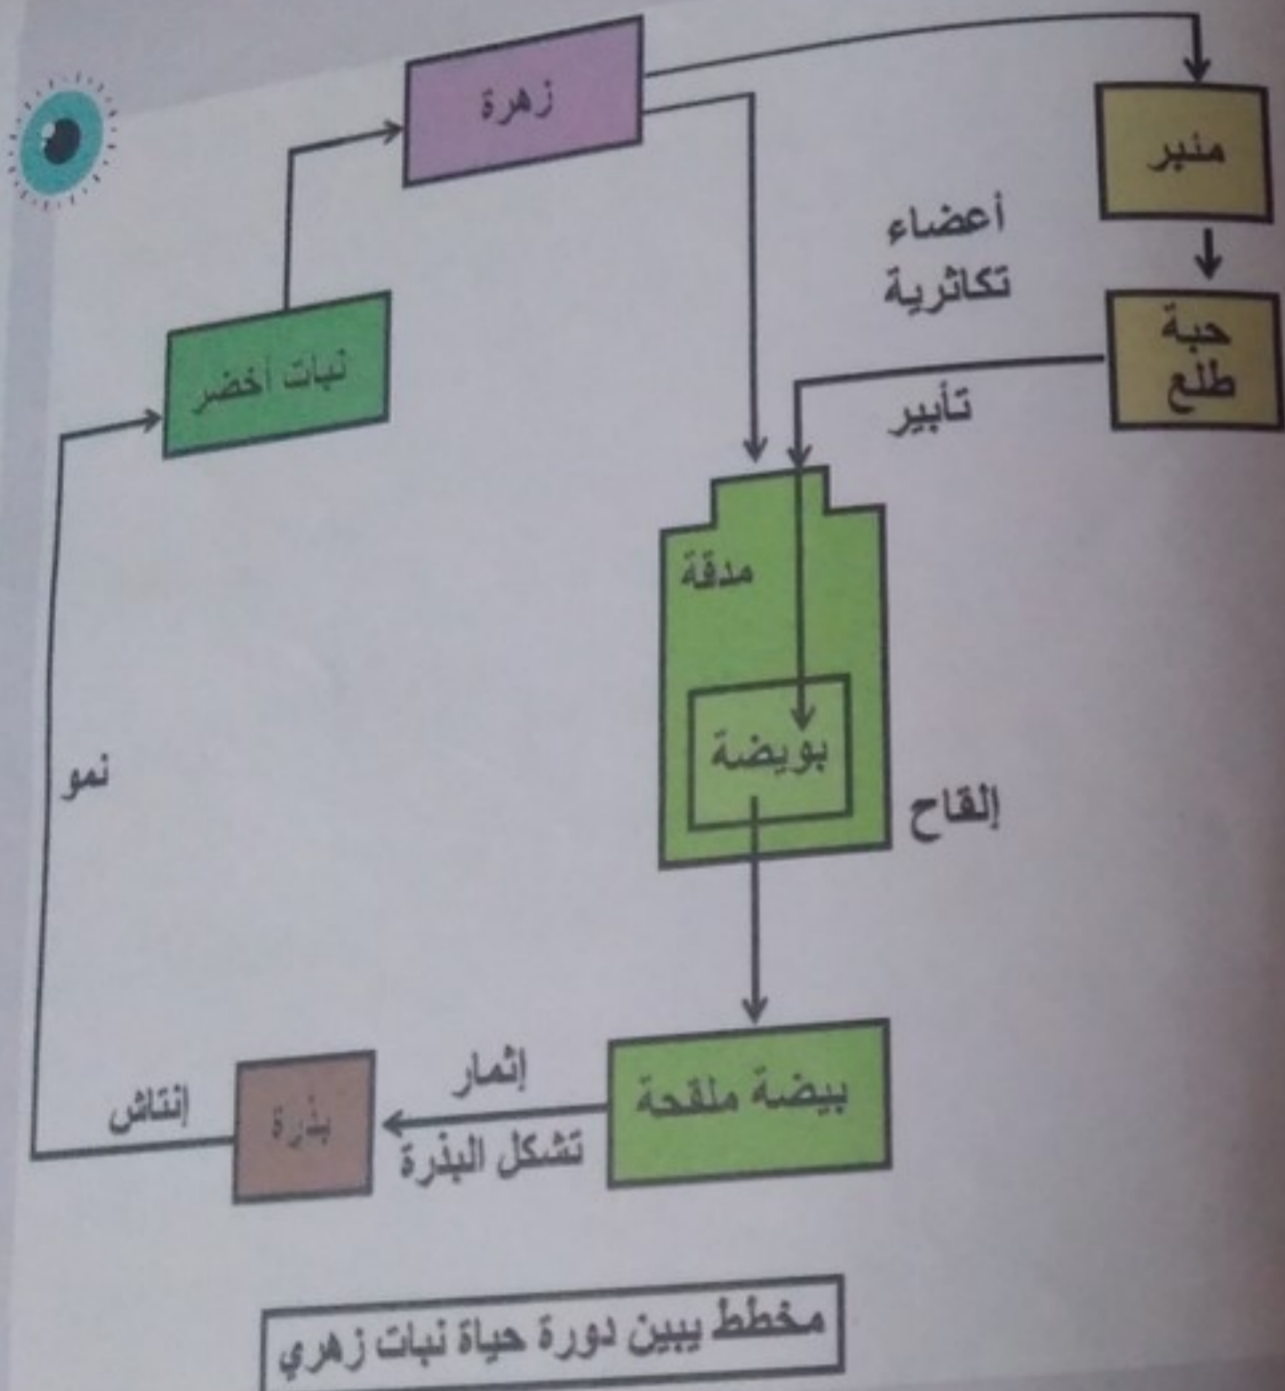 زهرة
منبر
أعضاء
تكاثرية
حبة
طلع
نبات أخضر
تأبير
مدقة
بويضة
إلقاح
نمو
بيضة ملقحة
إثمار
تشكل البذرة
بذرة
إنتاش
مخطط يبين دورة حياة نبات زهري